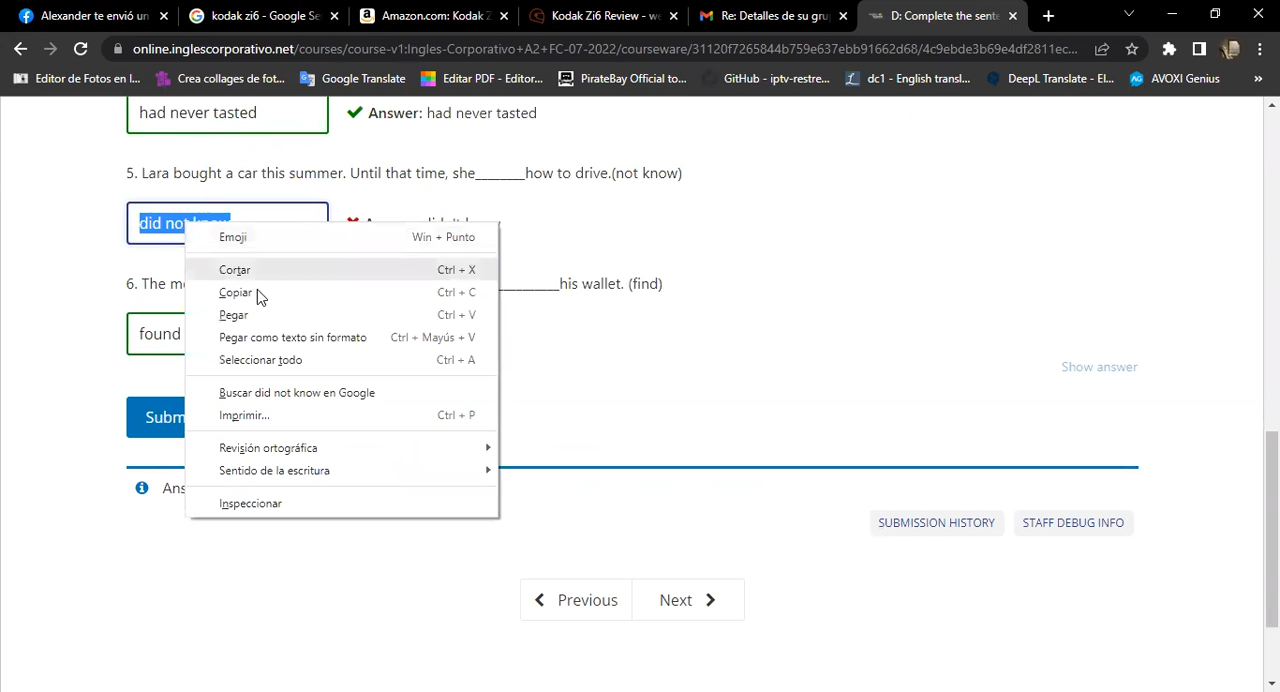 Alexander te envió un
kodak zi6 - Google Se
Amazon.com: Kodak Z
Kodak Zi6 Review - we
Re: Detalles de su gru
D: Complete the sente
online.inglescorporativo.net/courses/course-v1:Ingles-Corporativo+A2+FC-07-2022/courseware/31120f7265844b759e637ebb91662d68/4c9ebde3b69e4df2811ec...
Editor de Fotos en l...
Crea collages de fot...
Google Translate
Editar PDF - Editor...
PirateBay Official to...
GitHub - iptv-restre...
dc1 - English transl...
DeepL Translate - El...
AVOXI Genius
had never tasted
Answer: had never tasted
5. Lara bought a car this summer. Until that time, she_______how to drive.(not know)
did not know
Emoji Win + Punto
Cortar Ctrl + X
Copiar Ctrl + C
Pegar Ctrl + V
Pegar como texto sin formato Ctrl + Mayús + V
Seleccionar todo Ctrl + A
Buscar did not know en Google
Imprimir... Ctrl + P
Revisión ortográfica
Sentido de la escritura
Inspeccionar
6. The m
________his wallet. (find)
found
Show answer
Subm
Ans
SUBMISSION HISTORY
STAFF DEBUG INFO
Previous
Next